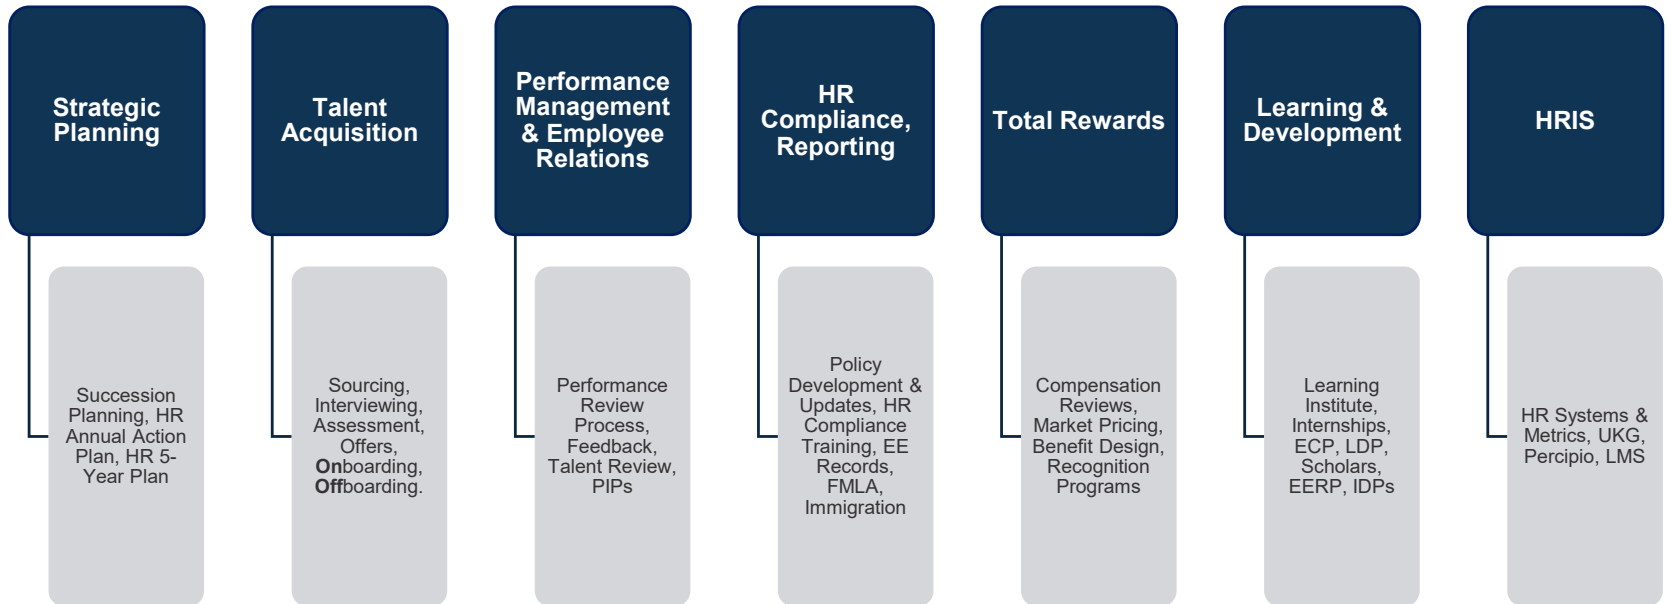 Strategic
Planning
Talent
Acquisition
Performance
Management
& Employee
Relations
HR
Compliance,
Reporting
Total Rewards
Learning &
Development
HRIS
Succession
Planning, HR
Annual Action
Plan, HR 5-
Year Plan
Sourcing,
Interviewing,
Assessment,
Offers,
Onboarding,
Offboarding.
Performance
Review
Process,
Feedback,
Talent Review,
PIPs
Policy
Development &
Updates, HR
Compliance
Training, EE
Records,
FMLA,
Immigration
Compensation
Reviews,
Market Pricing,
Benefit Design,
Recognition
Programs
Learning
Institute,
Internships,
ECP, LDP,
Scholars,
EERP, IDPs
HR Systems &
Metrics, UKG,
Percipio, LMS